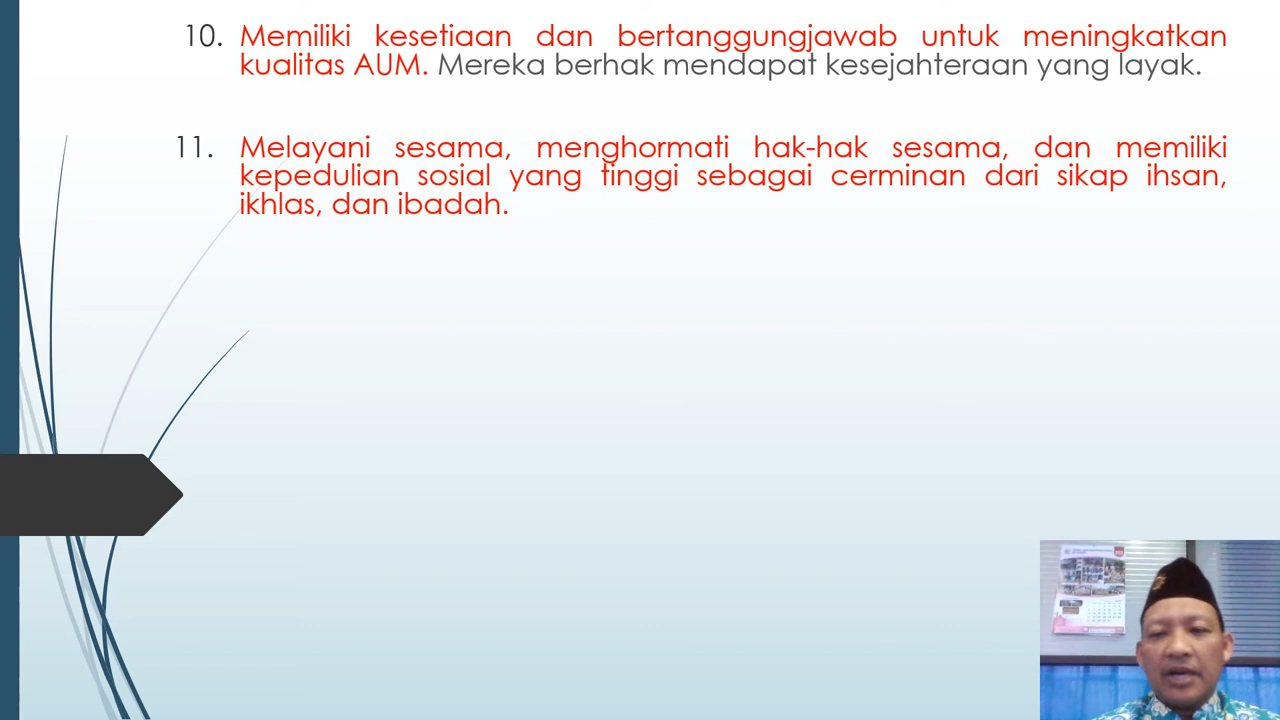 10. Memiliki kesetiaan dan bertanggungjawab untuk meningkatkan
kualitas AUM. Mereka berhak mendapat kesejahteraan yang layak.
11. Melayani sesama, menghormati hak-hak sesama, dan memiliki
kepedulian sosial yang tinggi sebagai cerminan dari sikap ihsan,
ikhlas, dan ibadah.